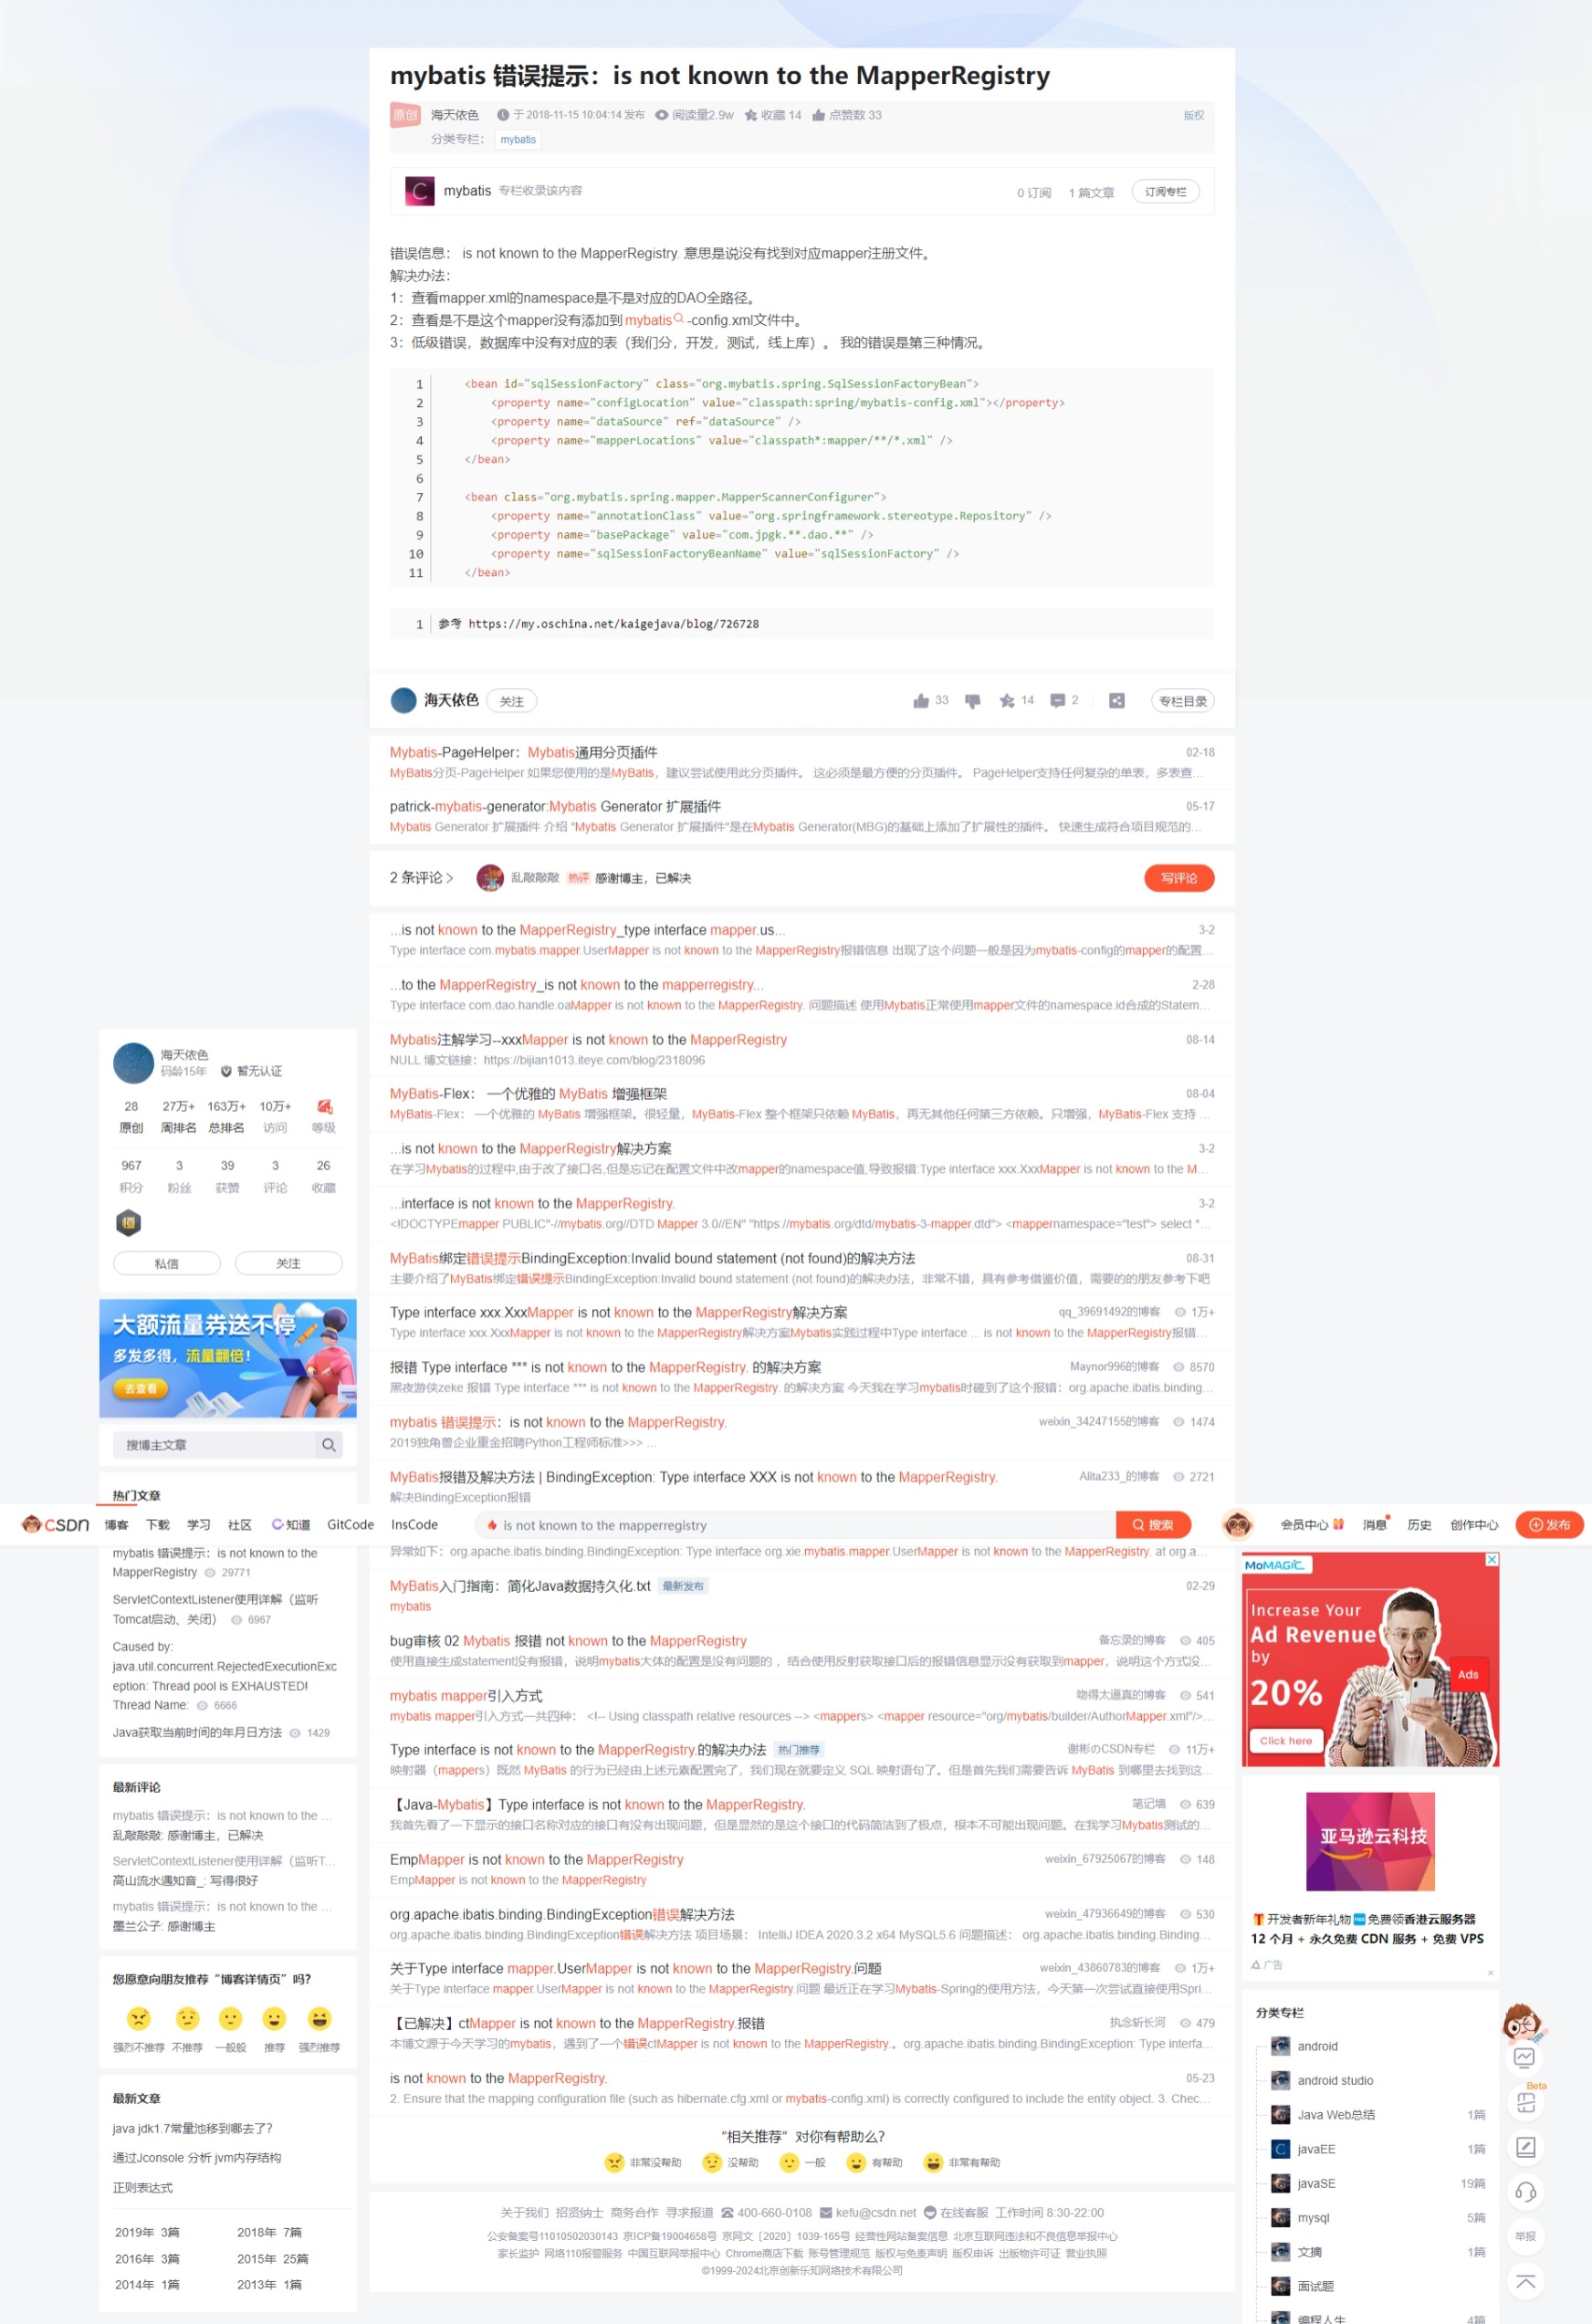 mybatis 错误提示：is not known to the MapperRegistry
原创 海天依色 于 2018-11-15 10:04:14 发布 阅读量2.9w 收藏 14 点赞数 33 版权
分类专栏： mybatis
mybatis 专栏收录该内容 0 订阅 1 篇文章 订阅专栏
错误信息： is not known to the MapperRegistry. 意思是说没有找到对应mapper注册文件。
解决办法：
1：查看mapper.xml的namespace是不是对应的DAO全路径。
2：查看是不是这个mapper没有添加到 mybatis -config.xml文件中。
3：低级错误，数据库中没有对应的表（我们分，开发，测试，线上库）。 我的错误是第三种情况。
1 <bean id="sqlSessionFactory" class="org.mybatis.spring.SqlSessionFactoryBean">
2 <property name="configLocation" value="classpath:spring/mybatis-config.xml"></property>
3 <property name="dataSource" ref="dataSource" />
4 <property name="mapperLocations" value="classpath*:mapper/**/*.xml" />
5 </bean>
6
7 <bean class="org.mybatis.spring.mapper.MapperScannerConfigurer">
8 <property name="annotationClass" value="org.springframework.stereotype.Repository" />
9 <property name="basePackage" value="com.jpgk.**.dao.**" />
10 <property name="sqlSessionFactoryBeanName" value="sqlSessionFactory" />
11 </bean>
1 参考 https://my.oschina.net/kaigejava/blog/726728
海天依色 关注 33 14 2 专栏目录
Mybatis-PageHelper：Mybatis通用分页插件 02-18
MyBatis分页-PageHelper 如果您使用的是MyBatis，建议尝试使用此分页插件。 这必须是最方便的分页插件。 PageHelper支持任何复杂的单表，多表查...
patrick-mybatis-generator:Mybatis Generator 扩展插件 05-17
Mybatis Generator 扩展插件 介绍 "Mybatis Generator 扩展插件"是在Mybatis Generator(MBG)的基础上添加了扩展性的插件。 快速生成符合项目规范的...
2 条评论 乱敲敲敲 热评 感谢博主，已解决 写评论
...is not known to the MapperRegistry_type interface mapper.us... 3-2
Type interface com.mybatis.mapper.UserMapper is not known to the MapperRegistry报错信息 出现了这个问题一般是因为mybatis-config的mapper的配置...
...to the MapperRegistry_is not known to the mapperregistry... 2-28
Type interface com.dao.handle.oaMapper is not known to the MapperRegistry. 问题描述 使用Mybatis正常使用mapper文件的namespace.id合成的Statem...
Mybatis注解学习--xxxMapper is not known to the MapperRegistry 08-14
NULL 博文链接：https://bijian1013.iteye.com/blog/2318096
MyBatis-Flex： 一个优雅的 MyBatis 增强框架 08-04
MyBatis-Flex： 一个优雅的 MyBatis 增强框架。很轻量，MyBatis-Flex 整个框架只依赖 MyBatis，再无其他任何第三方依赖。只增强，MyBatis-Flex 支持 ...
...is not known to the MapperRegistry解决方案 3-2
在学习Mybatis的过程中,由于改了接口名,但是忘记在配置文件中改mapper的namespace值,导致报错:Type interface xxx.XxxMapper is not known to the M...
...interface is not known to the MapperRegistry. 3-2
<!DOCTYPEmapper PUBLIC"-//mybatis.org//DTD Mapper 3.0//EN" "https://mybatis.org/dtd/mybatis-3-mapper.dtd"> <mappernamespace="test"> select *...
MyBatis绑定错误提示BindingException:Invalid bound statement (not found)的解决方法 08-31
主要介绍了MyBatis绑定错误提示BindingException:Invalid bound statement (not found)的解决办法，非常不错，具有参考借鉴价值，需要的的朋友参考下吧
Type interface xxx.XxxMapper is not known to the MapperRegistry解决方案 qq_39691492的博客 1万+
Type interface xxx.XxxMapper is not known to the MapperRegistry解决方案Mybatis实践过程中Type interface ... is not known to the MapperRegistry报错...
报错 Type interface *** is not known to the MapperRegistry. 的解决方案 Maynor996的博客 8570
黑夜游侠zeke 报错 Type interface *** is not known to the MapperRegistry. 的解决方案 今天我在学习mybatis时碰到了这个报错：org.apache.ibatis.binding...
mybatis 错误提示：is not known to the MapperRegistry. weixin_34247155的博客 1474
2019独角兽企业重金招聘Python工程师标准>>> ...
MyBatis报错及解决方法 | BindingException: Type interface XXX is not known to the MapperRegistry. Alita233_的博客 2721
解决BindingException报错
海天依色
码龄15年 暂无认证
28 27万+ 163万+ 10万+
原创 周排名 总排名 访问 等级
967 3 39 3 26
积分 粉丝 获赞 评论 收藏
私信 关注
大额流量券送不停
多发多得，流量翻倍！
去查看
搜博主文章
热门文章
CSDN 博客 下载 学习 社区 C知道 GitCode InsCode is not known to the mapperregistry 搜索 会员中心 消息 历史 创作中心 发布
mybatis 错误提示：is not known to the
MapperRegistry 29771
ServletContextListener使用详解（监听
Tomcat启动、关闭） 6967
Caused by:
java.util.concurrent.RejectedExecutionExc
eption: Thread pool is EXHAUSTED!
Thread Name: 6666
Java获取当前时间的年月日方法 1429
最新评论
mybatis 错误提示：is not known to the ...
乱敲敲敲: 感谢博主，已解决
ServletContextListener使用详解（监听T...
高山流水遇知音_: 写得很好
mybatis 错误提示：is not known to the ...
墨兰公子: 感谢博主
您愿意向朋友推荐“博客详情页”吗？
强烈不推荐 不推荐 一般般 推荐 强烈推荐
最新文章
java jdk1.7常量池移到哪去了？
通过Jconsole 分析 jvm内存结构
正则表达式
2019年 3篇 2018年 7篇
2016年 3篇 2015年 25篇
2014年 1篇 2013年 1篇
异常如下：org.apache.ibatis.binding.BindingException: Type interface org.xie.mybatis.mapper.UserMapper is not known to the MapperRegistry. at org.a...
MyBatis入门指南：简化Java数据持久化.txt 最新发布 02-29
mybatis
bug审核 02 Mybatis 报错 not known to the MapperRegistry 备忘录的博客 405
使用直接生成statement没有报错，说明mybatis大体的配置是没有问题的 ，结合使用反射获取接口后的报错信息显示没有获取到mapper，说明这个方式没...
mybatis mapper引入方式 吻得太逼真的博客 541
mybatis mapper引入方式一共四种： <!-- Using classpath relative resources --> <mappers> <mapper resource="org/mybatis/builder/AuthorMapper.xml"/>...
Type interface is not known to the MapperRegistry.的解决办法 热门推荐 谢彬のCSDN专栏 11万+
映射器（mappers）既然 MyBatis 的行为已经由上述元素配置完了，我们现在就要定义 SQL 映射语句了。但是首先我们需要告诉 MyBatis 到哪里去找到这...
【Java-Mybatis】Type interface is not known to the MapperRegistry. 笔记墙 639
我首先看了一下显示的接口名称对应的接口有没有出现问题，但是显然的是这个接口的代码简洁到了极点，根本不可能出现问题。在我学习Mybatis测试的...
EmpMapper is not known to the MapperRegistry weixin_67925067的博客 148
EmpMapper is not known to the MapperRegistry
org.apache.ibatis.binding.BindingException错误解决方法 weixin_47936649的博客 530
org.apache.ibatis.binding.BindingException错误解决方法 项目场景： IntelliJ IDEA 2020.3.2 x64 MySQL5.6 问题描述： org.apache.ibatis.binding.Binding...
关于Type interface mapper.UserMapper is not known to the MapperRegistry.问题 weixin_43860783的博客 1万+
关于Type interface mapper.UserMapper is not known to the MapperRegistry.问题 最近正在学习Mybatis-Spring的使用方法，今天第一次尝试直接使用Spri...
【已解决】ctMapper is not known to the MapperRegistry.报错 执念斩长河 479
本博文源于今天学习的mybatis，遇到了一个错误ctMapper is not known to the MapperRegistry.。org.apache.ibatis.binding.BindingException: Type interfa...
is not known to the MapperRegistry. 05-23
2. Ensure that the mapping configuration file (such as hibernate.cfg.xml or mybatis-config.xml) is correctly configured to include the entity object. 3. Chec...
“相关推荐”对你有帮助么？
非常没帮助 没帮助 一般 有帮助 非常有帮助
关于我们 招贤纳士 商务合作 寻求报道 400-660-0108 kefu@csdn.net 在线客服 工作时间 8:30-22:00
公安备案号11010502030143 京ICP备19004658号 京网文〔2020〕1039-165号 经营性网站备案信息 北京互联网违法和不良信息举报中心
家长监护 网络110报警服务 中国互联网举报中心 Chrome商店下载 账号管理规范 版权与免责声明 版权申诉 出版物许可证 营业执照
©1999-2024北京创新乐知网络技术有限公司
MoMAGiC
Increase Your
Ad Revenue
by
20%
Ads
Click here
亚马逊云科技
开发者新年礼物 免费领香港云服务器
12 个月 + 永久免费 CDN 服务 + 免费 VPS
广告
分类专栏
android
android studio
Java Web总结 1篇
javaEE 1篇
javaSE 19篇
mysql 5篇
文摘 1篇
面试题
编程人生 4篇
Beta
举报